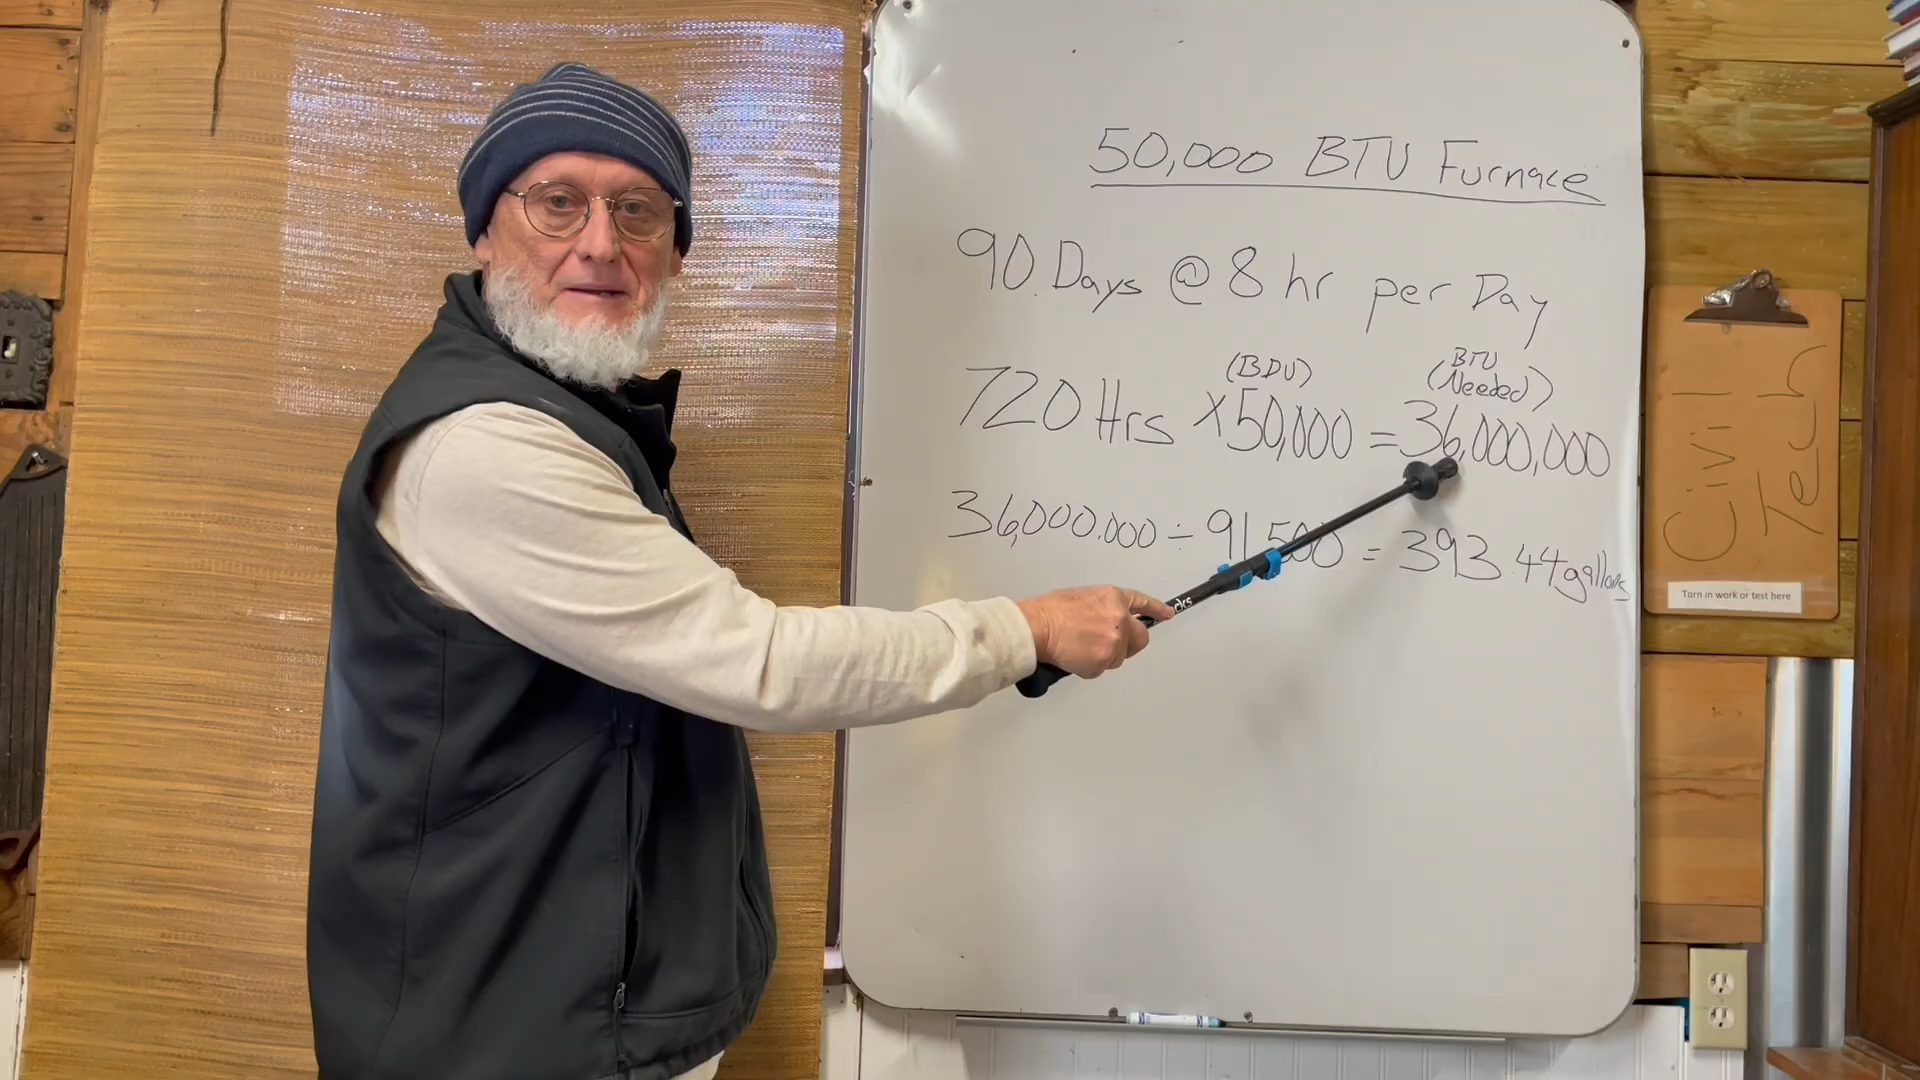 50,000 BTU Furnace
90 Days @ 8 hr per Day
(BDU)
BTU
(Needed)
720 Hrs x 50,000 = 36,000,000
36,000.000 ÷ 91,500 = 393.44 gallons
cks
Civil
Tech
Turn in work or test here